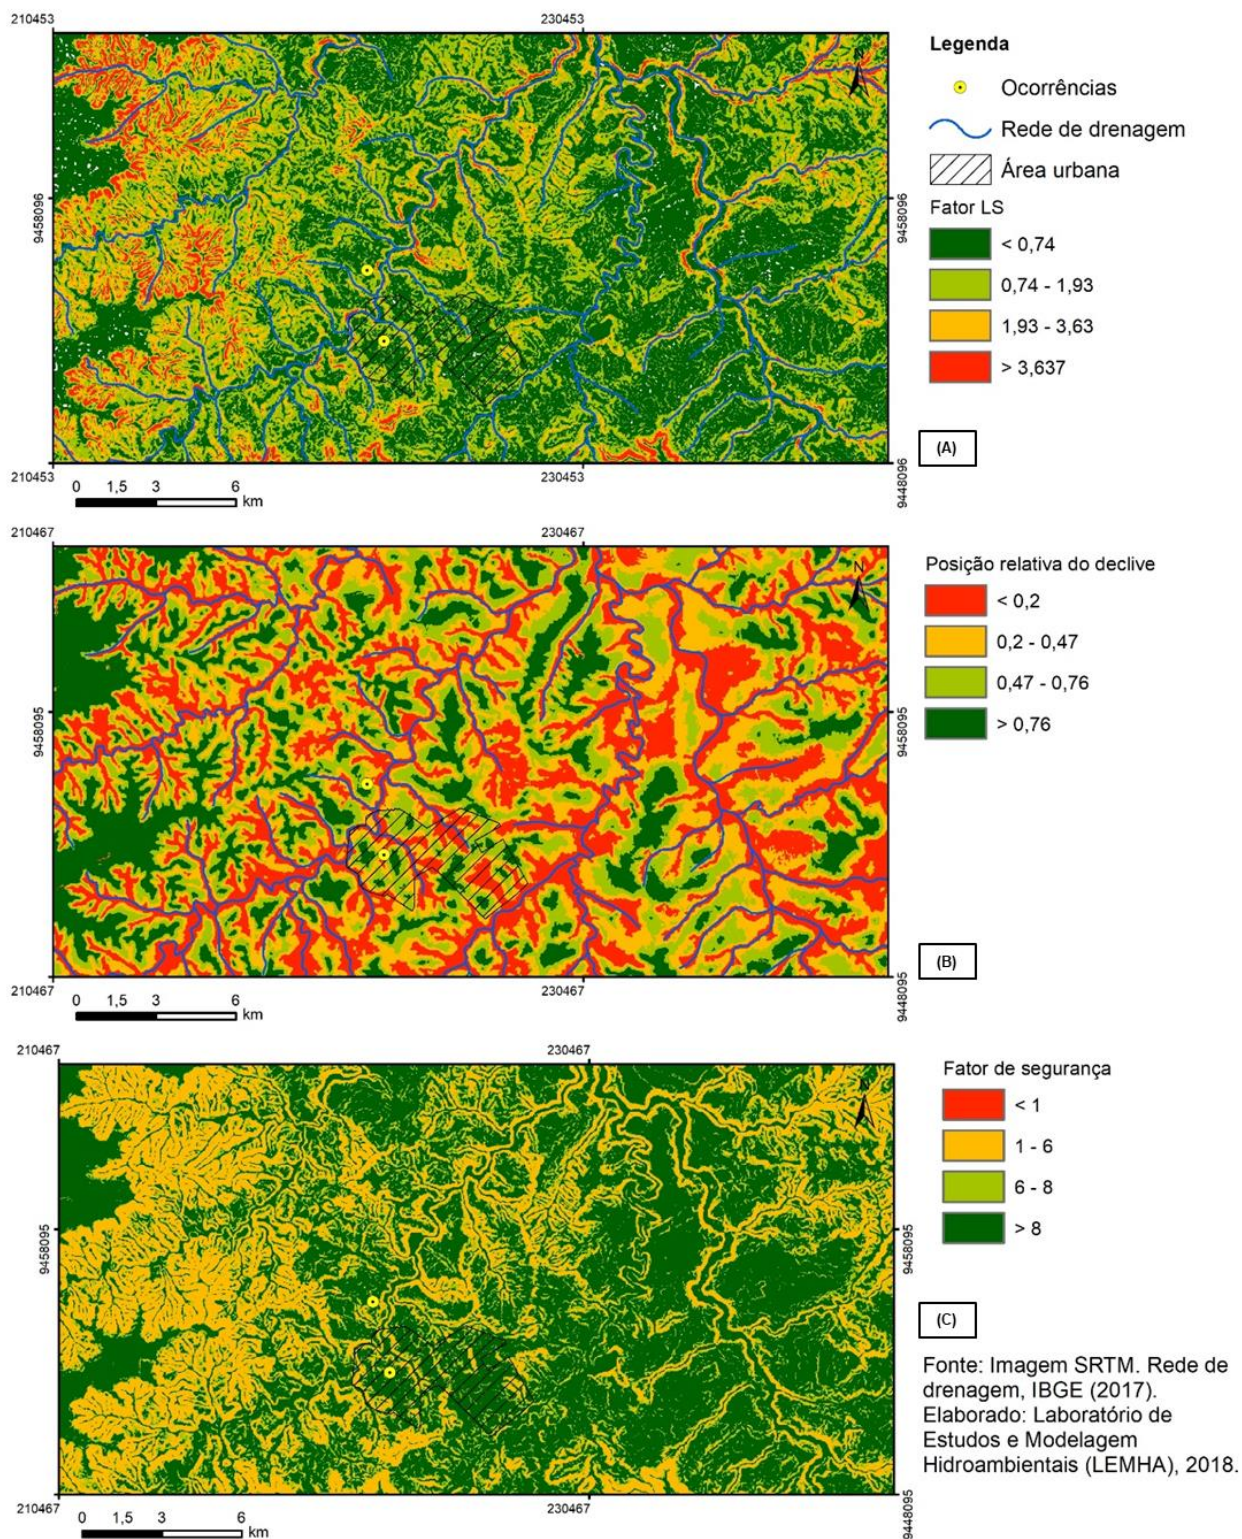 210453
230453
9458096
9458096
210453
230453
9448096
N
0 1,5 3 6
km
Legenda
Ocorrências
Rede de drenagem
Área urbana
Fator LS
< 0,74
0,74 - 1,93
1,93 - 3,63
> 3,637
(A)
210467
230467
9458095
9458095
210467
230467
9448095
N
0 1,5 3 6
km
Posição relativa do declive
< 0,2
0,2 - 0,47
0,47 - 0,76
> 0,76
(B)
210467
230467
9458095
9458095
210467
230467
9448095
N
0 1,5 3 6
km
Fator de segurança
< 1
1 - 6
6 - 8
> 8
(C)
Fonte: Imagem SRTM. Rede de
drenagem, IBGE (2017).
Elaborado: Laboratório de
Estudos e Modelagem
Hidroambientais (LEMHA), 2018.